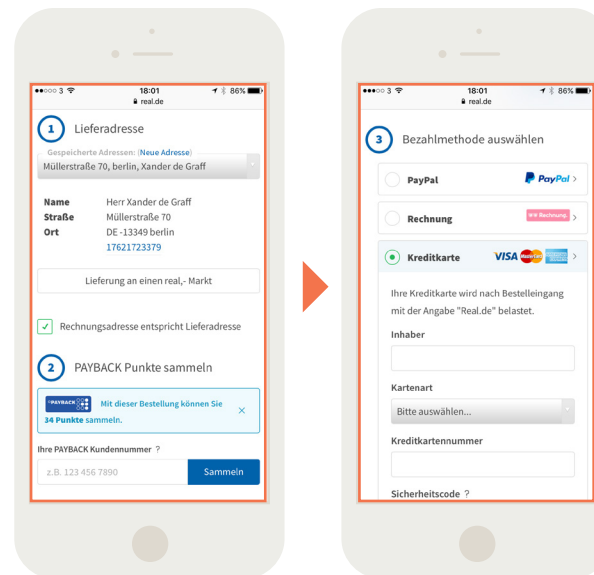 3 18:01 86%
real.de
1 Lieferadresse
Gespeicherte Adressen: (Neue Adresse)
Müllerstraße 70, berlin, Xander de Graff
Name Herr Xander de Graff
Straße Müllerstraße 70
Ort DE -13349 berlin
17621723379
Lieferung an einen real,- Markt
Rechnungsadresse entspricht Lieferadresse
2 PAYBACK Punkte sammeln
PAYBACK Mit dieser Bestellung können Sie
34 Punkte sammeln.
Ihre PAYBACK Kundennummer ?
z.B. 123 456 7890 Sammeln
3 18:01 86%
real.de
3 Bezahlmethode auswählen
PayPal PayPal
Rechnung Rechnung.
Kreditkarte VISA MasterCard
Ihre Kreditkarte wird nach Bestelleingang
mit der Angabe "Real.de" belastet.
Inhaber
Kartenart
Bitte auswählen...
Kreditkartennummer
Sicherheitscode ?